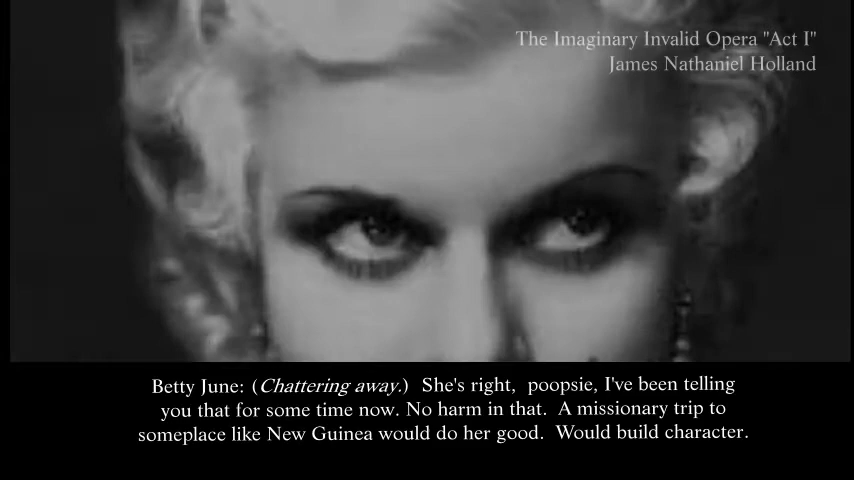 The Imaginary Invalid Opera "Act I"
James Nathaniel Holland
Betty June: (Chattering away.) She's right, poopsie, I've been telling
you that for some time now. No harm in that. A missionary trip to
someplace like New Guinea would do her good. Would build character.